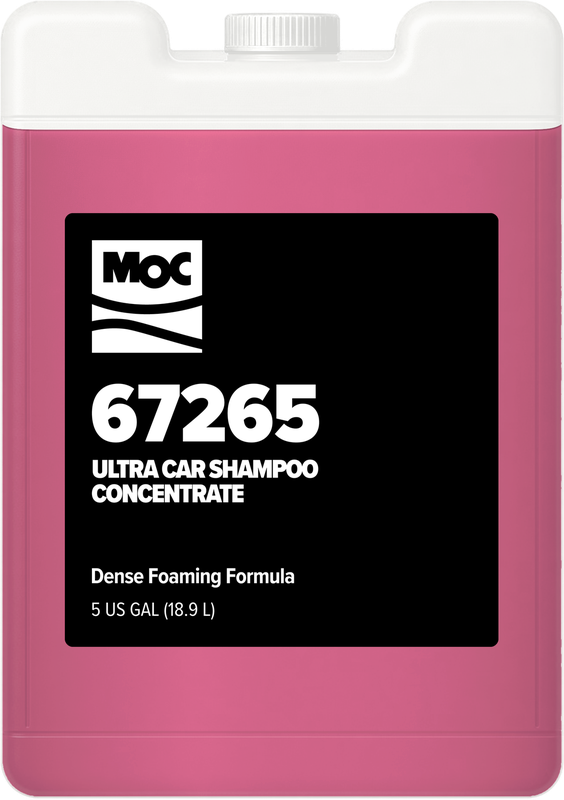 MOC
67265
ULTRA CAR SHAMPOO
CONCENTRATE
Dense Foaming Formula
5 US GAL (18.9 L)